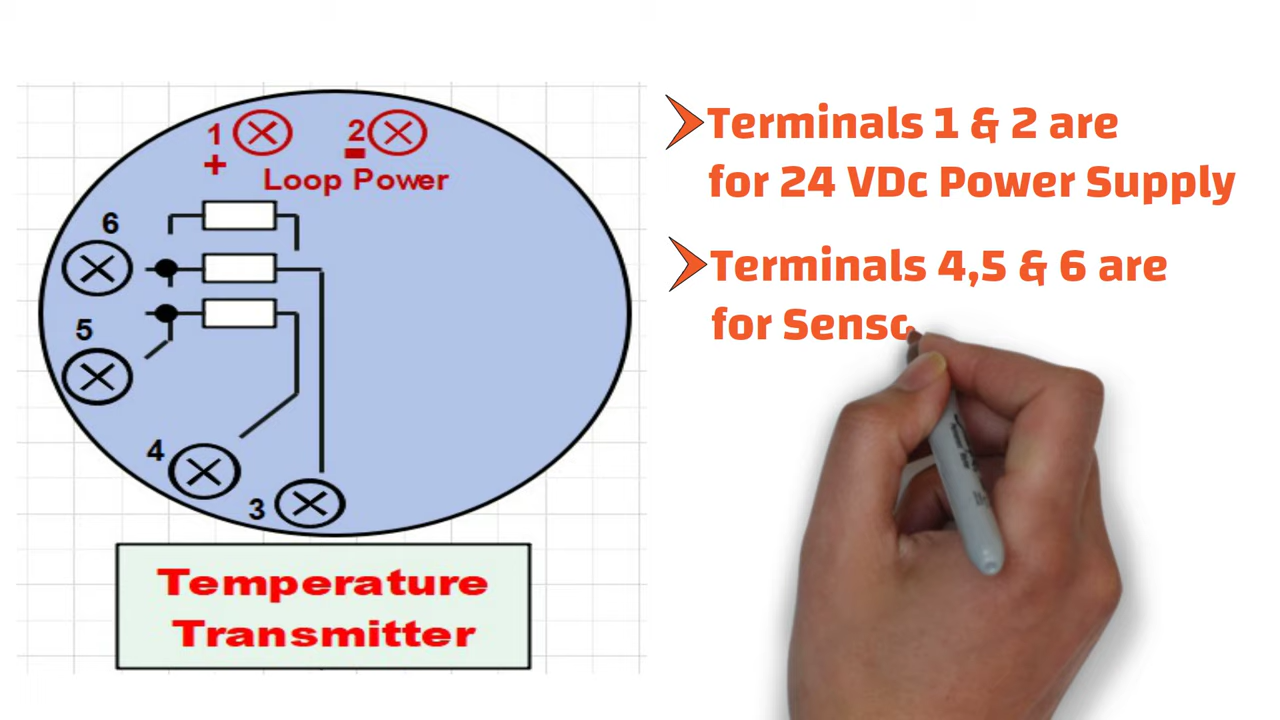 1
2
+
-
Loop Power
6
5
4
3
Temperature
Transmitter
Terminals 1 & 2 are
for 24 VDc Power Supply
Terminals 4,5 & 6 are
for Sensc